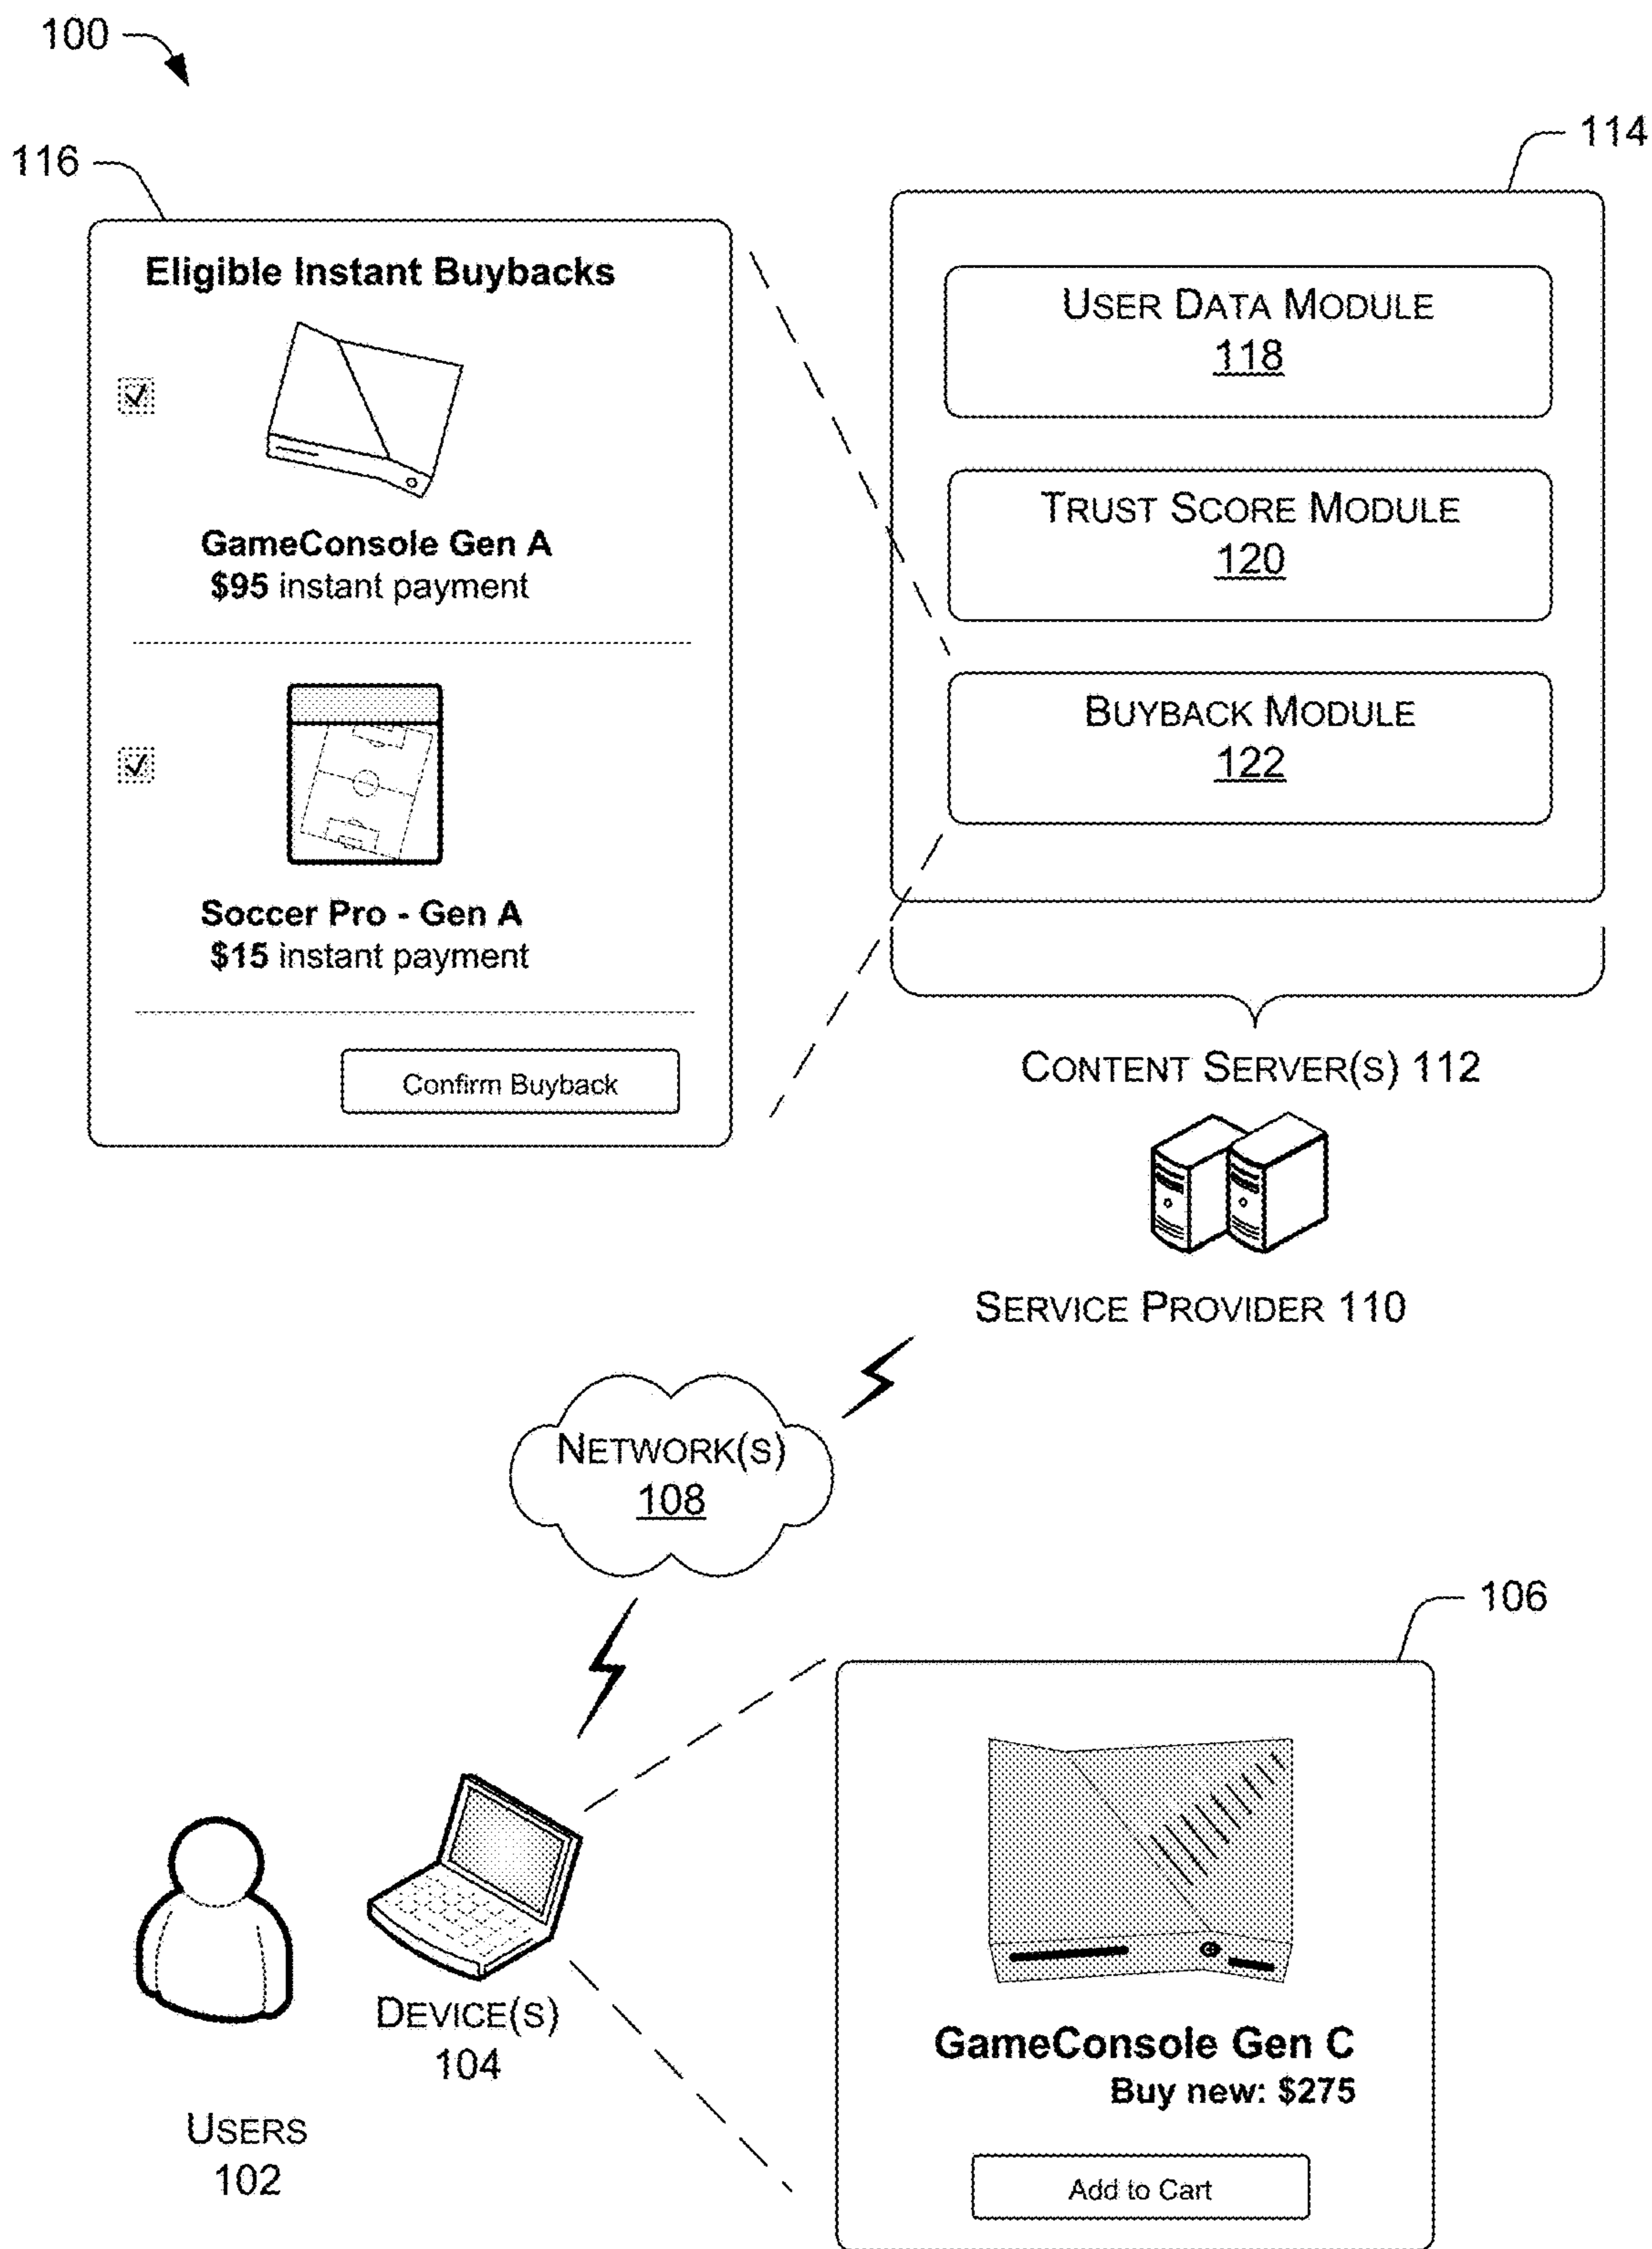 100
116
Eligible Instant Buybacks
GameConsole Gen A
$95 instant payment
Soccer Pro - Gen A
$15 instant payment
Confirm Buyback
114
USER DATA MODULE
118
TRUST SCORE MODULE
120
BUYBACK MODULE
122
CONTENT SERVER(S) 112
SERVICE PROVIDER 110
NETWORK(S)
108
106
DEVICE(S)
104
USERS
102
GameConsole Gen C
Buy new: $275
Add to Cart